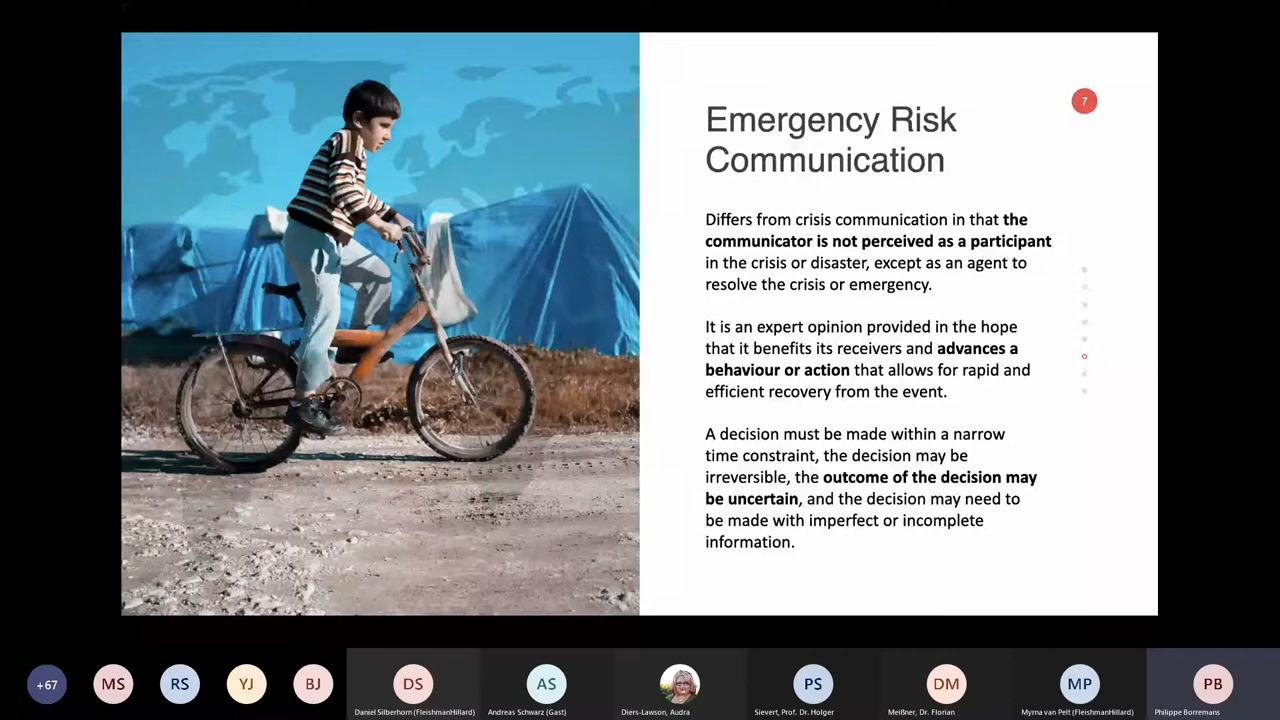 7
Emergency Risk
Communication
Differs from crisis communication in that the
communicator is not perceived as a participant
in the crisis or disaster, except as an agent to
resolve the crisis or emergency.
It is an expert opinion provided in the hope
that it benefits its receivers and advances a
behaviour or action that allows for rapid and
efficient recovery from the event.
A decision must be made within a narrow
time constraint, the decision may be
irreversible, the outcome of the decision may
be uncertain, and the decision may need to
be made with imperfect or incomplete
information.
+67
MS
RS
YJ
BJ
DS
AS
PS
DM
MP
PB
Daniel Silberhorn (FleishmanHillard)
Andreas Schwarz (Gast)
Diers-Lawson, Audra
Sievert, Prof. Dr. Holger
Meißner, Dr. Florian
Myrna van Pelt (FleishmanHillard)
Philippe Borremans